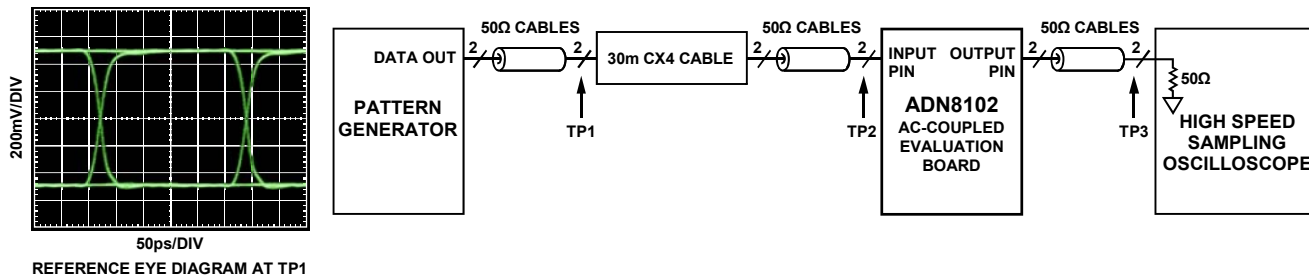 200mV/DIV
50ps/DIV
REFERENCE EYE DIAGRAM AT TP1
DATA OUT
PATTERN
GENERATOR
2
50Ω CABLES
2
TP1
30m CX4 CABLE
2
50Ω CABLES
2
TP2
INPUT
PIN
OUTPUT
PIN
ADN8102
AC-COUPLED
EVALUATION
BOARD
2
50Ω CABLES
2
TP3
50Ω
HIGH SPEED
SAMPLING
OSCILLOSCOPE